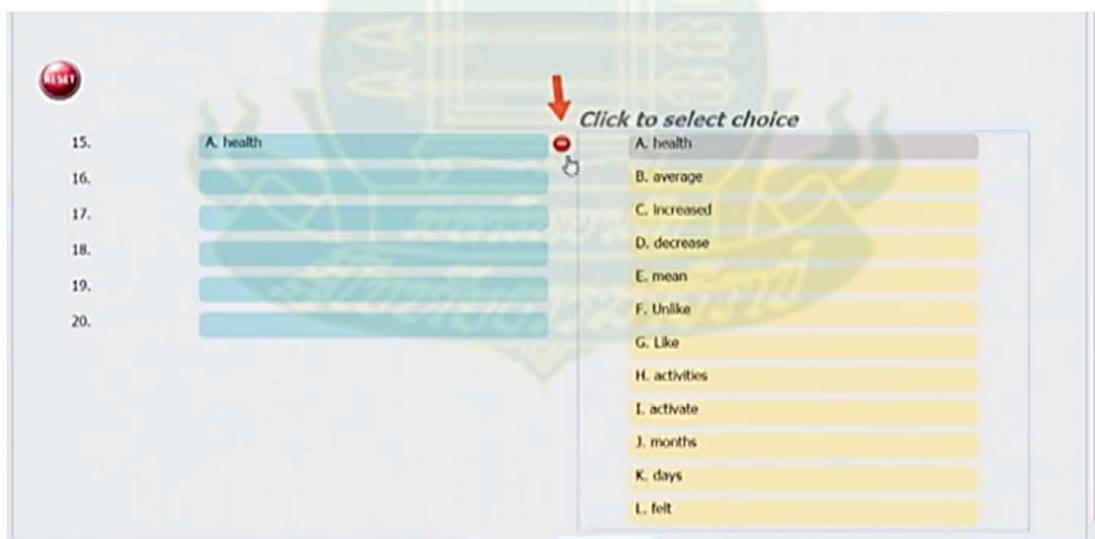 RESET
Click to select choice
15. A. health
16.
17.
18.
19.
20.
A. health
B. average
C. Increased
D. decrease
E. mean
F. Unlike
G. Like
H. activities
I. activate
J. months
K. days
L. felt